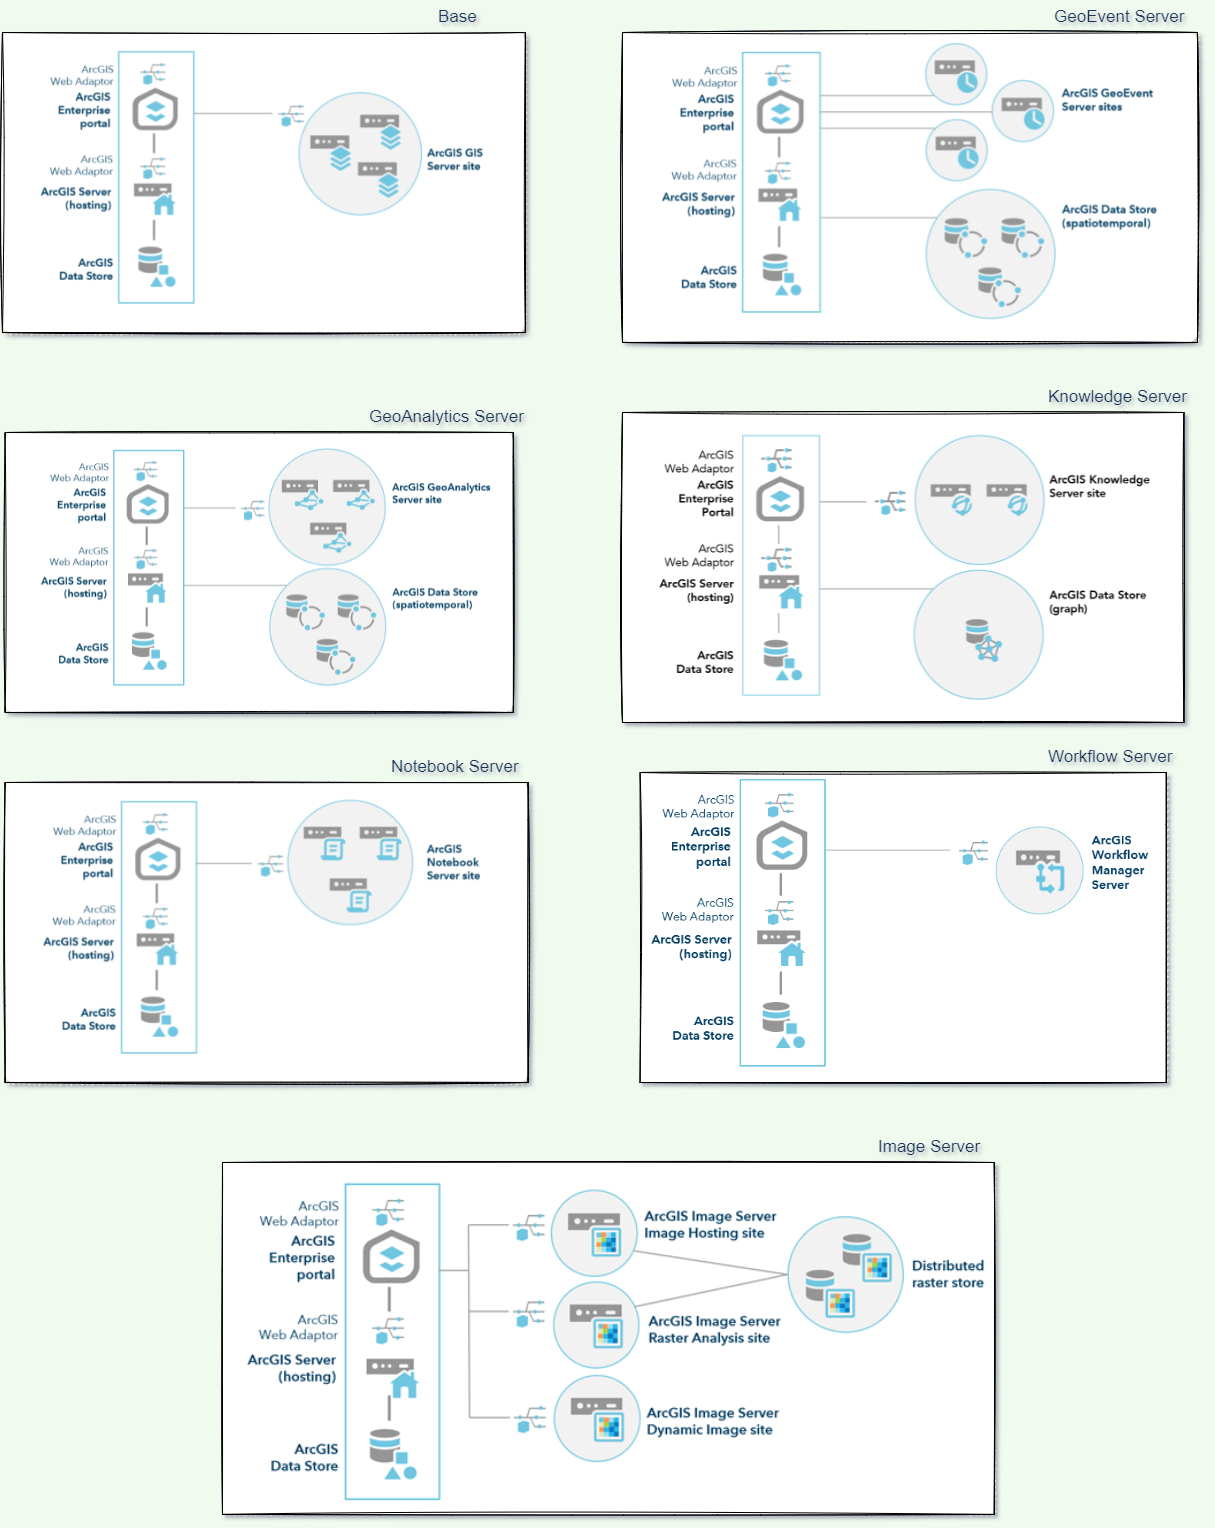 Base
ArcGIS
Web Adaptor
ArcGIS
Enterprise
portal
ArcGIS
Web Adaptor
ArcGIS Server
(hosting)
ArcGIS
Data Store
ArcGIS GIS
Server site
GeoEvent Server
ArcGIS
Web Adaptor
ArcGIS
Enterprise
portal
ArcGIS
Web Adaptor
ArcGIS Server
(hosting)
ArcGIS
Data Store
ArcGIS GeoEvent
Server sites
ArcGIS Data Store
(spatiotemporal)
GeoAnalytics Server
ArcGIS
Web Adaptor
ArcGIS
Enterprise
portal
ArcGIS
Web Adaptor
ArcGIS Server
(hosting)
ArcGIS
Data Store
ArcGIS GeoAnalytics
Server site
ArcGIS Data Store
(spatiotemporal)
Knowledge Server
ArcGIS
Web Adaptor
ArcGIS
Enterprise
Portal
ArcGIS
Web Adaptor
ArcGIS Server
(hosting)
ArcGIS
Data Store
ArcGIS Knowledge
Server site
ArcGIS Data Store
(graph)
Notebook Server
ArcGIS
Web Adaptor
ArcGIS
Enterprise
portal
ArcGIS
Web Adaptor
ArcGIS Server
(hosting)
ArcGIS
Data Store
ArcGIS
Notebook
Server site
Workflow Server
ArcGIS
Web Adaptor
ArcGIS
Enterprise
portal
ArcGIS
Web Adaptor
ArcGIS Server
(hosting)
ArcGIS
Data Store
ArcGIS
Workflow
Manager
Server
Image Server
ArcGIS
Web Adaptor
ArcGIS
Enterprise
portal
ArcGIS
Web Adaptor
ArcGIS Server
(hosting)
ArcGIS
Data Store
ArcGIS Image Server
Image Hosting site
ArcGIS Image Server
Raster Analysis site
ArcGIS Image Server
Dynamic Image site
Distributed
raster store